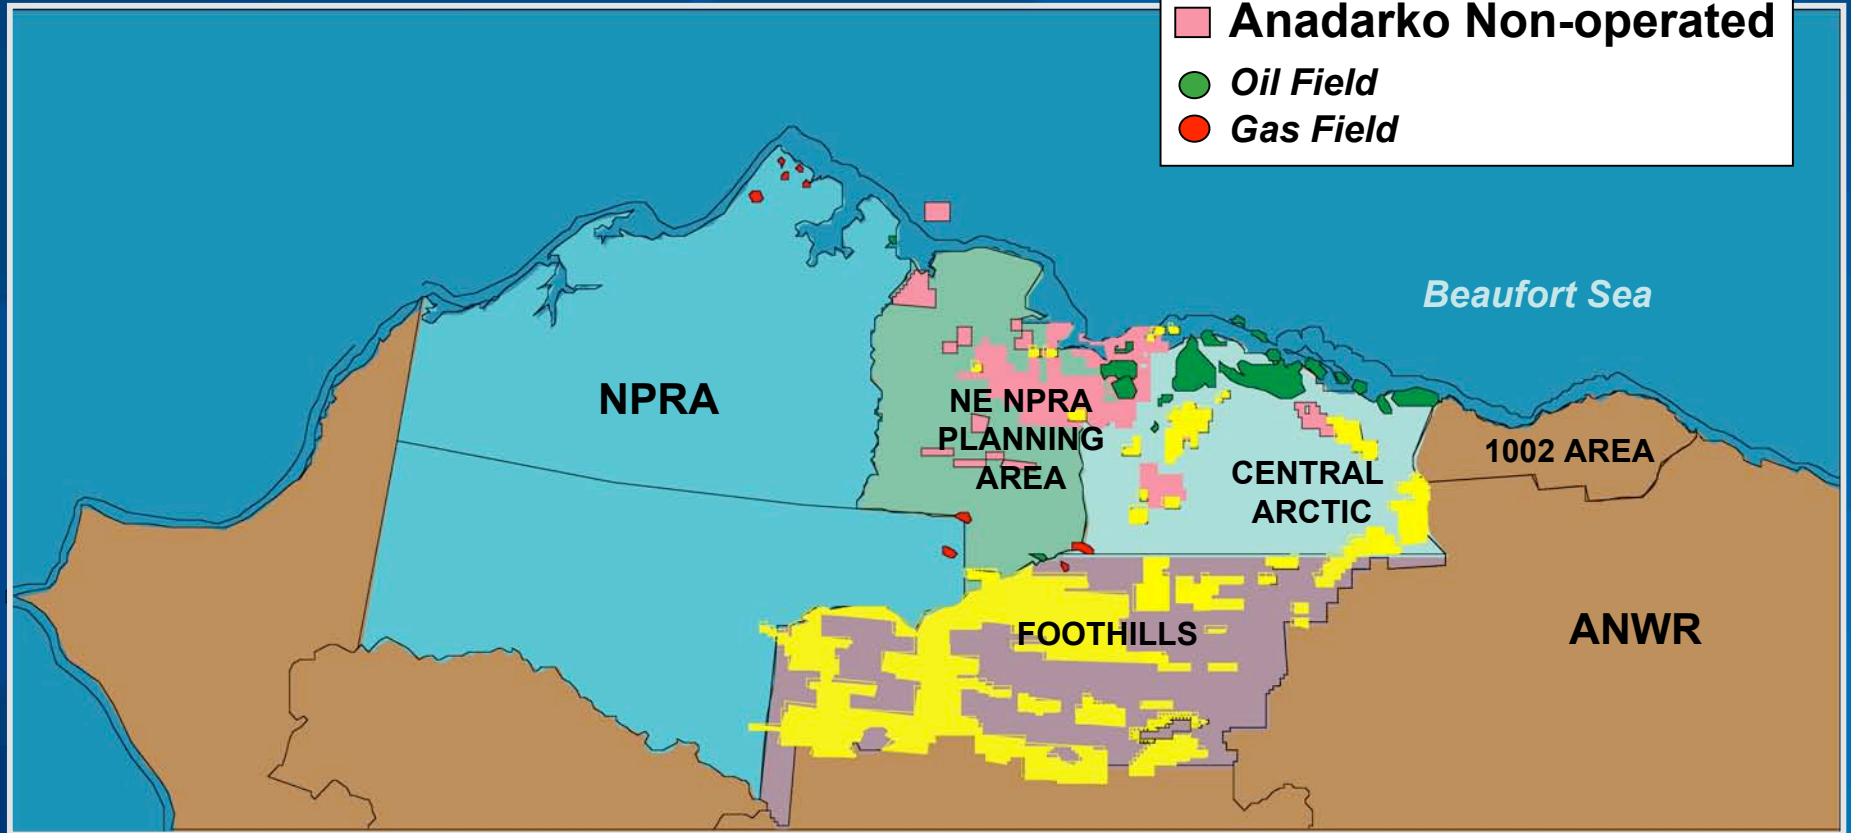 Anadarko Non-operated
Oil Field
Gas Field
Beaufort Sea
NPRA
NE NPRA
PLANNING
AREA
CENTRAL
ARCTIC
1002 AREA
FOOTHILLS
ANWR